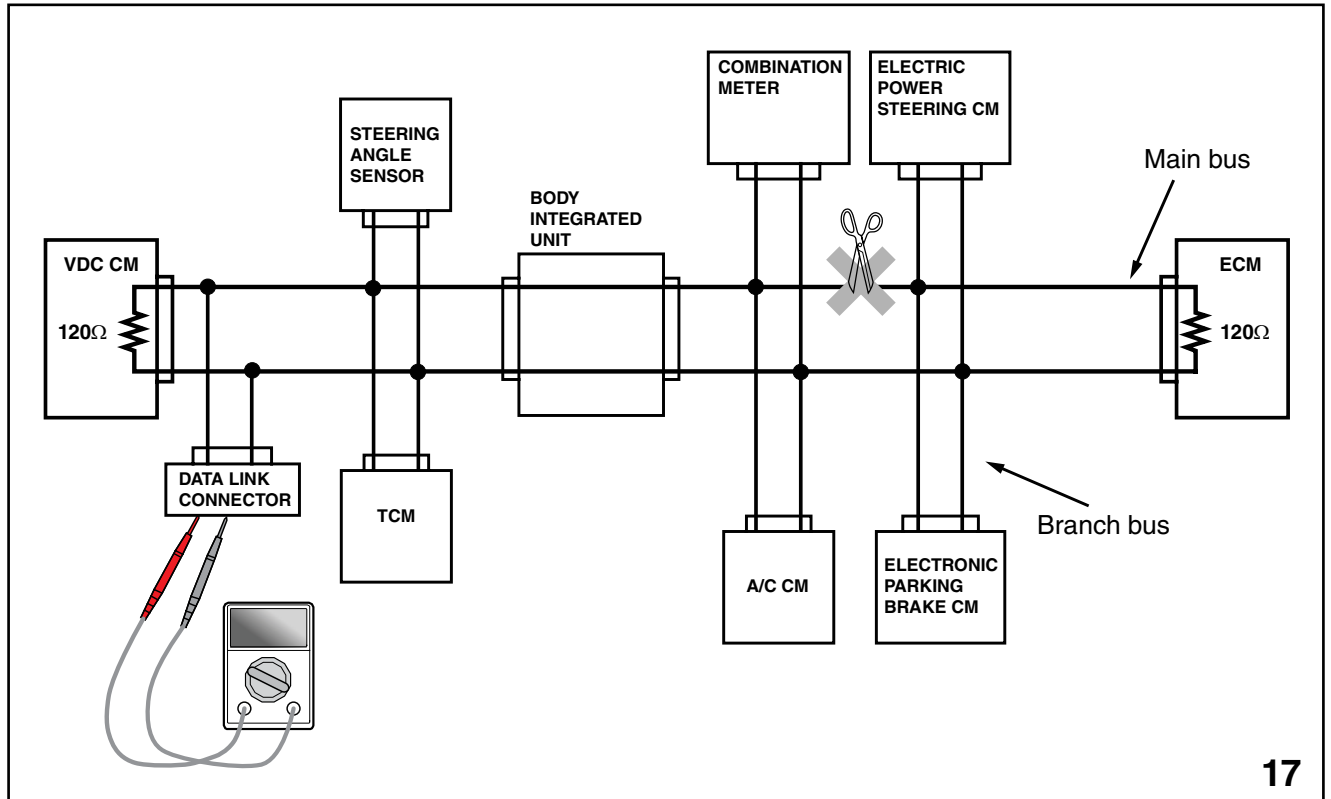 COMBINATION
METER
ELECTRIC
POWER
STEERING CM
STEERING
ANGLE
SENSOR
Main bus
BODY
INTEGRATED
UNIT
VDC CM
120Ω
ECM
120Ω
DATA LINK
CONNECTOR
TCM
Branch bus
A/C CM
ELECTRONIC
PARKING
BRAKE CM
17